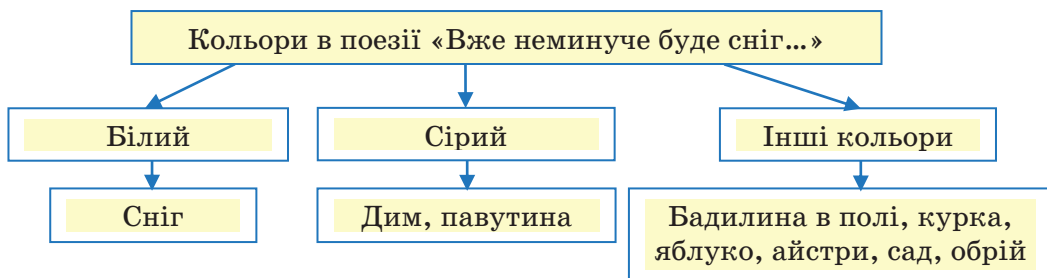 Кольори в поезії «Вже неминуче буде сніг...»
Білий
Сірий
Інші кольори
Сніг
Дим, павутина
Бадилина в полі, курка,
яблуко, айстри, сад, обрій